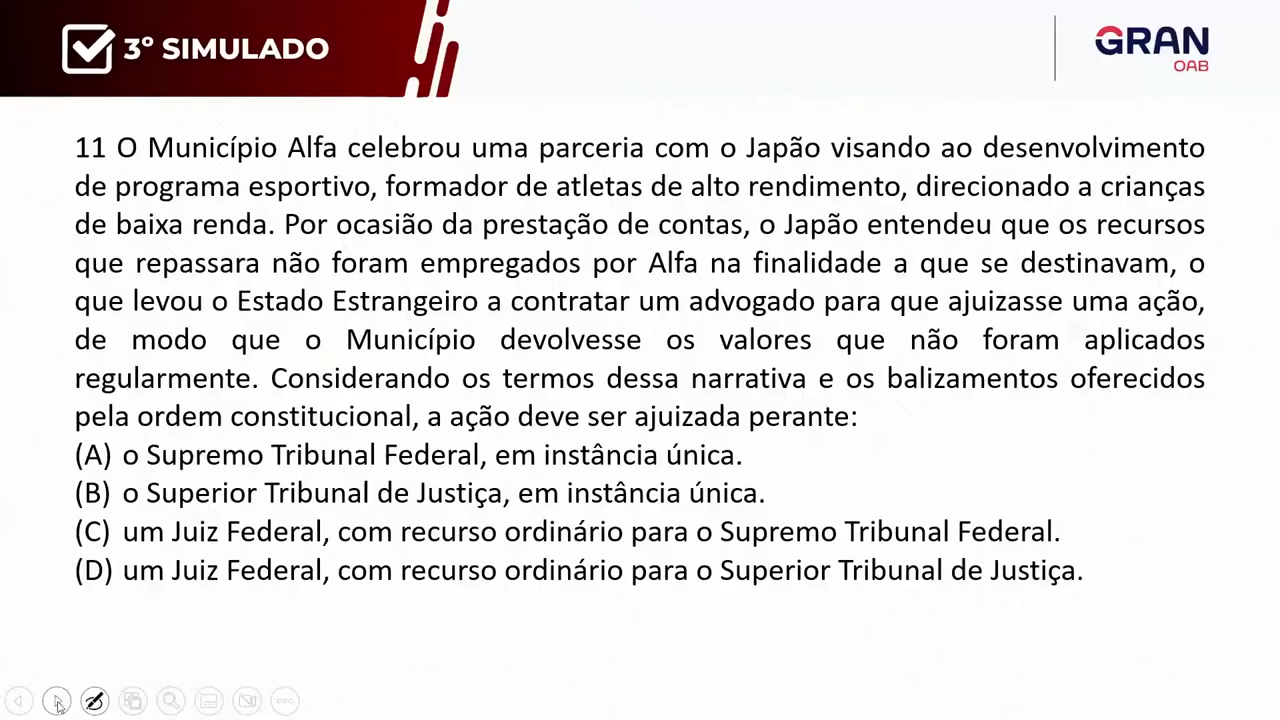 3º SIMULADO
GRAN
OAB
11 O Município Alfa celebrou uma parceria com o Japão visando ao desenvolvimento
de programa esportivo, formador de atletas de alto rendimento, direcionado a crianças
de baixa renda. Por ocasião da prestação de contas, o Japão entendeu que os recursos
que repassara não foram empregados por Alfa na finalidade a que se destinavam, o
que levou o Estado Estrangeiro a contratar um advogado para que ajuizasse uma ação,
de modo que o Município devolvesse os valores que não foram aplicados
regularmente. Considerando os termos dessa narrativa e os balizamentos oferecidos
pela ordem constitucional, a ação deve ser ajuizada perante:
(A) o Supremo Tribunal Federal, em instância única.
(B) o Superior Tribunal de Justiça, em instância única.
(C) um Juiz Federal, com recurso ordinário para o Supremo Tribunal Federal.
(D) um Juiz Federal, com recurso ordinário para o Superior Tribunal de Justiça.